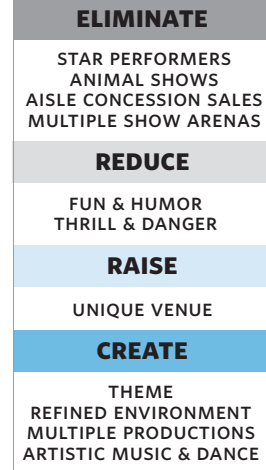 ELIMINATE
STAR PERFORMERS
ANIMAL SHOWS
AISLE CONCESSION SALES
MULTIPLE SHOW ARENAS
REDUCE
FUN & HUMOR
THRILL & DANGER
RAISE
UNIQUE VENUE
CREATE
THEME
REFINED ENVIRONMENT
MULTIPLE PRODUCTIONS
ARTISTIC MUSIC & DANCE